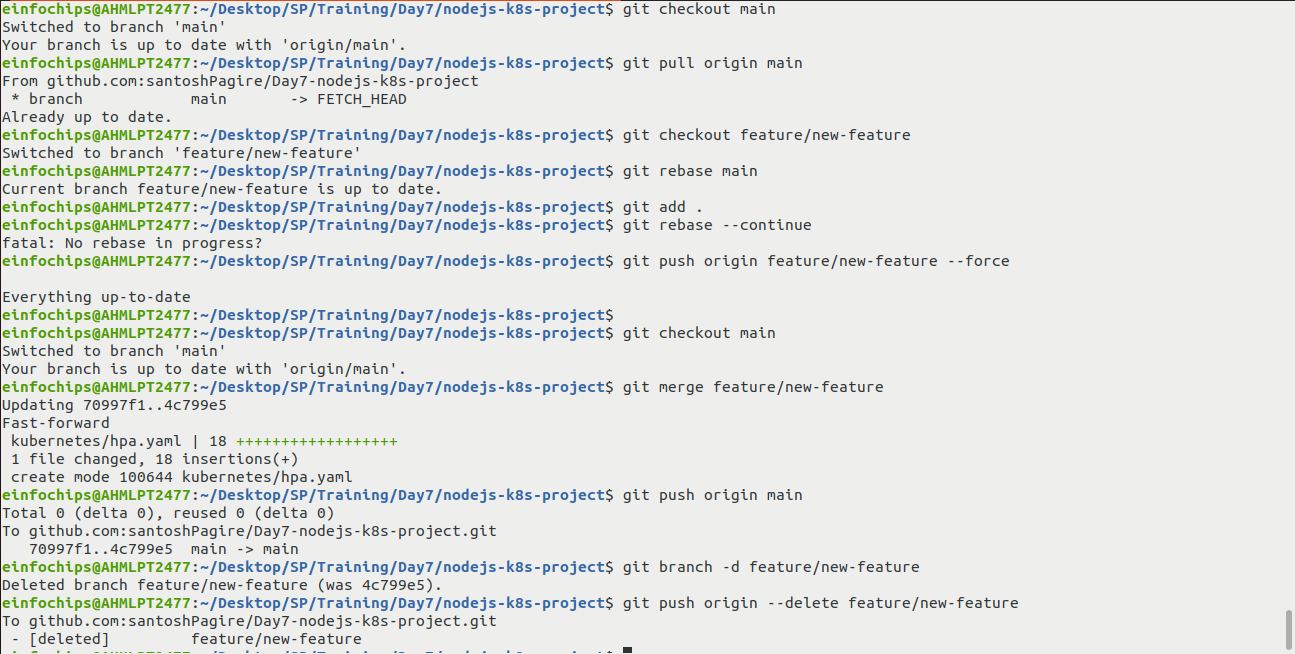 einfochips@AHMLPT2477:~/Desktop/SP/Training/Day7/nodejs-k8s-project$ git checkout main
Switched to branch 'main'
Your branch is up to date with 'origin/main'.
einfochips@AHMLPT2477:~/Desktop/SP/Training/Day7/nodejs-k8s-project$ git pull origin main
From github.com:santoshPagire/Day7-nodejs-k8s-project
 * branch            main       -> FETCH_HEAD
Already up to date.
einfochips@AHMLPT2477:~/Desktop/SP/Training/Day7/nodejs-k8s-project$ git checkout feature/new-feature
Switched to branch 'feature/new-feature'
einfochips@AHMLPT2477:~/Desktop/SP/Training/Day7/nodejs-k8s-project$ git rebase main
Current branch feature/new-feature is up to date.
einfochips@AHMLPT2477:~/Desktop/SP/Training/Day7/nodejs-k8s-project$ git add .
einfochips@AHMLPT2477:~/Desktop/SP/Training/Day7/nodejs-k8s-project$ git rebase --continue
fatal: No rebase in progress?
einfochips@AHMLPT2477:~/Desktop/SP/Training/Day7/nodejs-k8s-project$ git push origin feature/new-feature --force
Everything up-to-date
einfochips@AHMLPT2477:~/Desktop/SP/Training/Day7/nodejs-k8s-project$
einfochips@AHMLPT2477:~/Desktop/SP/Training/Day7/nodejs-k8s-project$ git checkout main
Switched to branch 'main'
Your branch is up to date with 'origin/main'.
einfochips@AHMLPT2477:~/Desktop/SP/Training/Day7/nodejs-k8s-project$ git merge feature/new-feature
Updating 70997f1..4c799e5
Fast-forward
 kubernetes/hpa.yaml | 18 ++++++++++++++++++
 1 file changed, 18 insertions(+)
 create mode 100644 kubernetes/hpa.yaml
einfochips@AHMLPT2477:~/Desktop/SP/Training/Day7/nodejs-k8s-project$ git push origin main
Total 0 (delta 0), reused 0 (delta 0)
To github.com:santoshPagire/Day7-nodejs-k8s-project.git
   70997f1..4c799e5  main -> main
einfochips@AHMLPT2477:~/Desktop/SP/Training/Day7/nodejs-k8s-project$ git branch -d feature/new-feature
Deleted branch feature/new-feature (was 4c799e5).
einfochips@AHMLPT2477:~/Desktop/SP/Training/Day7/nodejs-k8s-project$ git push origin --delete feature/new-feature
To github.com:santoshPagire/Day7-nodejs-k8s-project.git
 - [deleted]         feature/new-feature